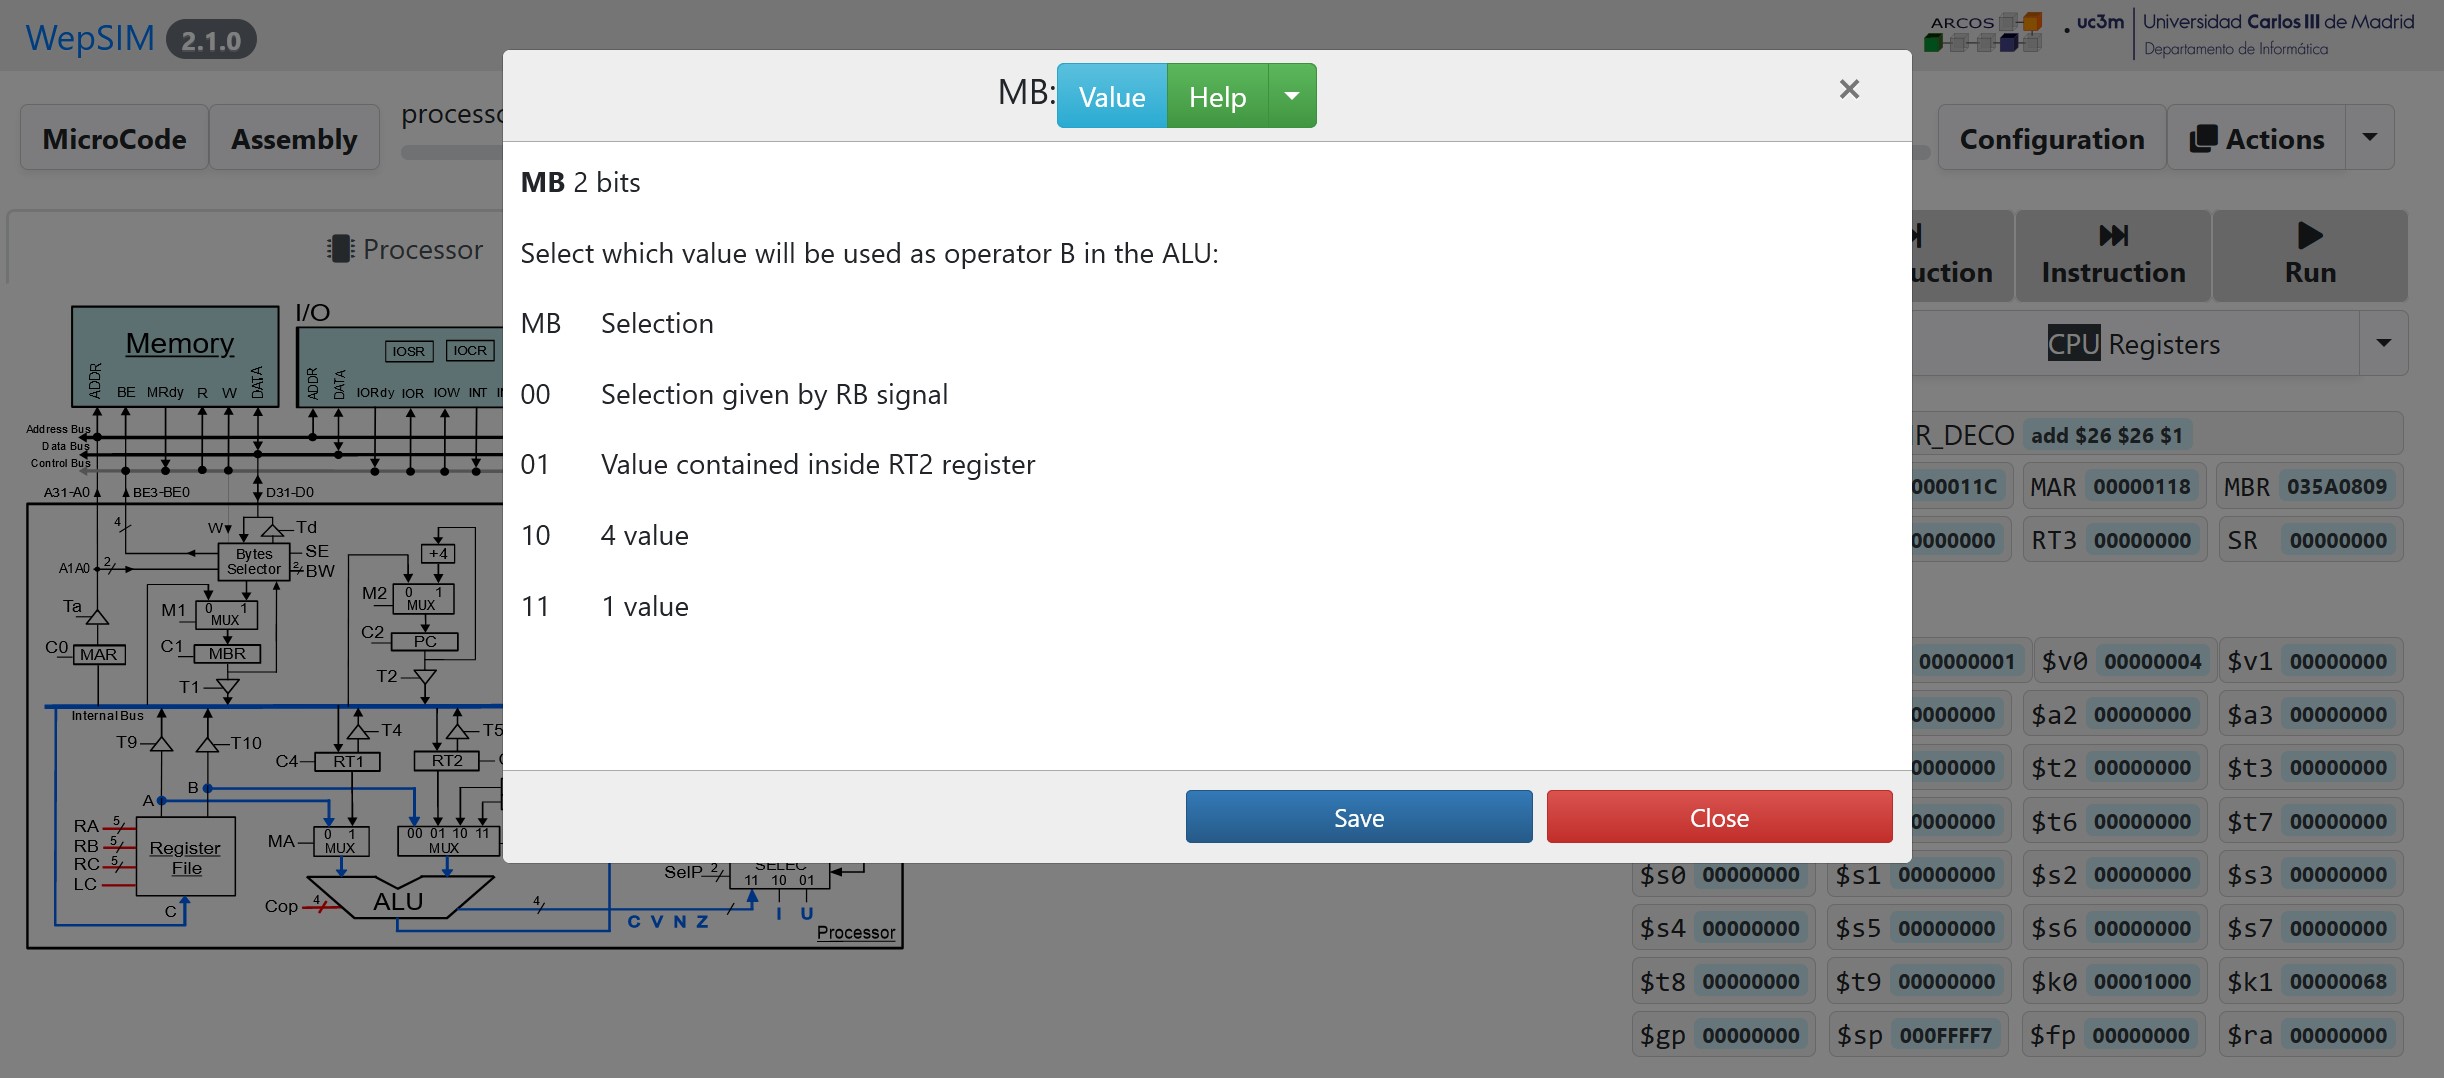 WepSIM 2.1.0
ARCOS
uc3m
Universidad Carlos III de Madrid
Departamento de Informática
MB: Value Help
×
MicroCode Assembly
Configuration Actions
MB 2 bits
Select which value will be used as operator B in the ALU:
MB Selection
00 Selection given by RB signal
01 Value contained inside RT2 register
10 4 value
11 1 value
Save Close
Processor
Instruction Run
CPU Registers
add $26 $26 $1
MAR 00000118 MBR 035A0809
RT3 00000000 SR 00000000
00000001 $v0 00000004 $v1 00000000
$a2 00000000 $a3 00000000
$t2 00000000 $t3 00000000
$t6 00000000 $t7 00000000
$s0 00000000 $s1 00000000 $s2 00000000 $s3 00000000
$s4 00000000 $s5 00000000 $s6 00000000 $s7 00000000
$t8 00000000 $t9 00000000 $k0 00001000 $k1 00000068
$gp 00000000 $sp 000FFFF7 $fp 00000000 $ra 00000000
Memory
ADDR BE MRdy R W DATA
I/O
IOSR IOCR
ADDR DATA IORdy IOR IOW INT
Address Bus
Data Bus
Control Bus
A31-A0 BE3-BE0 D31-D0
4 W Td
Bytes Selector SE
2 BW
A1A0 2
+4
Ta M1 0 1 MUX
M2 0 1 MUX
C0 MAR C1 MBR
C2 PC
T1 T2
Internal Bus
T9 T10 T4 T5
C4 RT1 RT2
A B
RA 5
RB 5
RC 5
LC
Register
File
C
MA 0 1 MUX
00 01 10 11 MUX
Cop 4 ALU
4
C V N Z
SelP 2 SELEC
11 10 01
I U
Processor